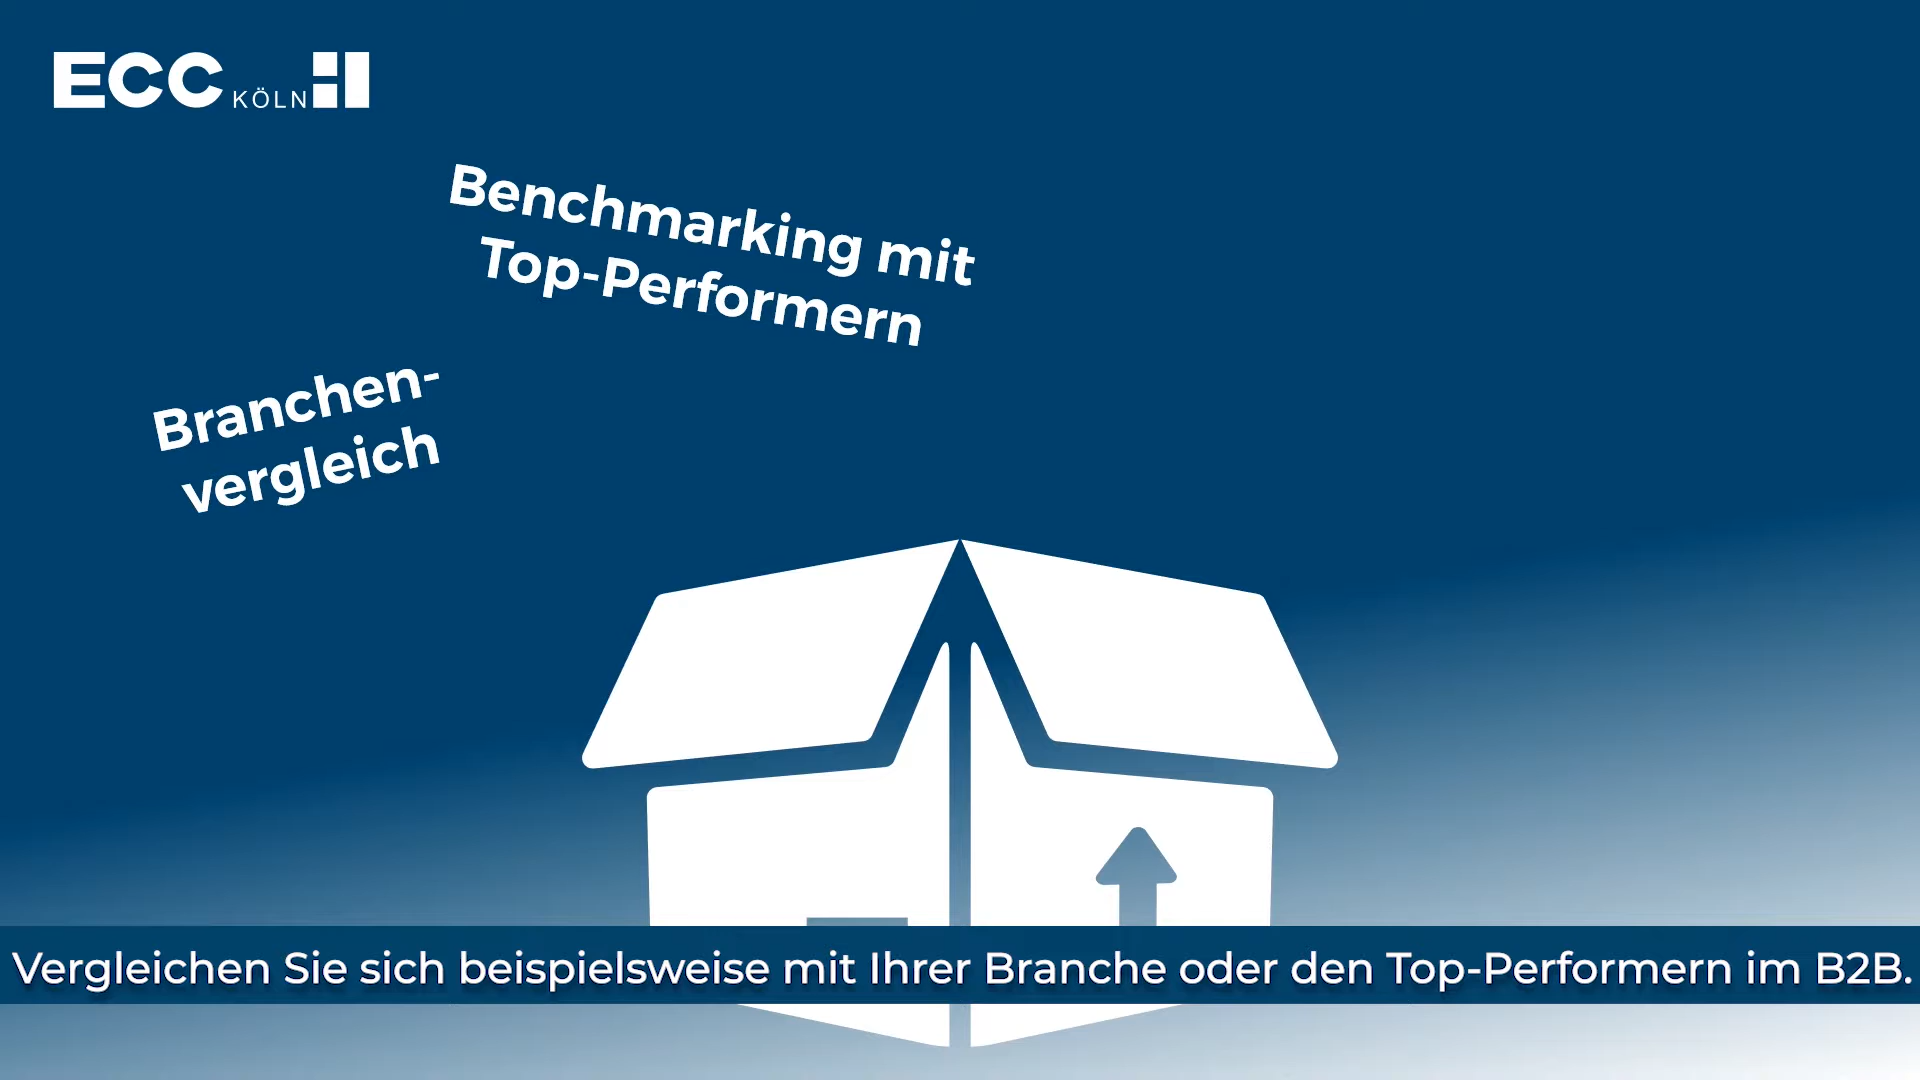 ECC KÖLN
Benchmarking mit
Top-Performern
Branchen-
vergleich
Vergleichen Sie sich beispielsweise mit Ihrer Branche oder den Top-Performern im B2B.